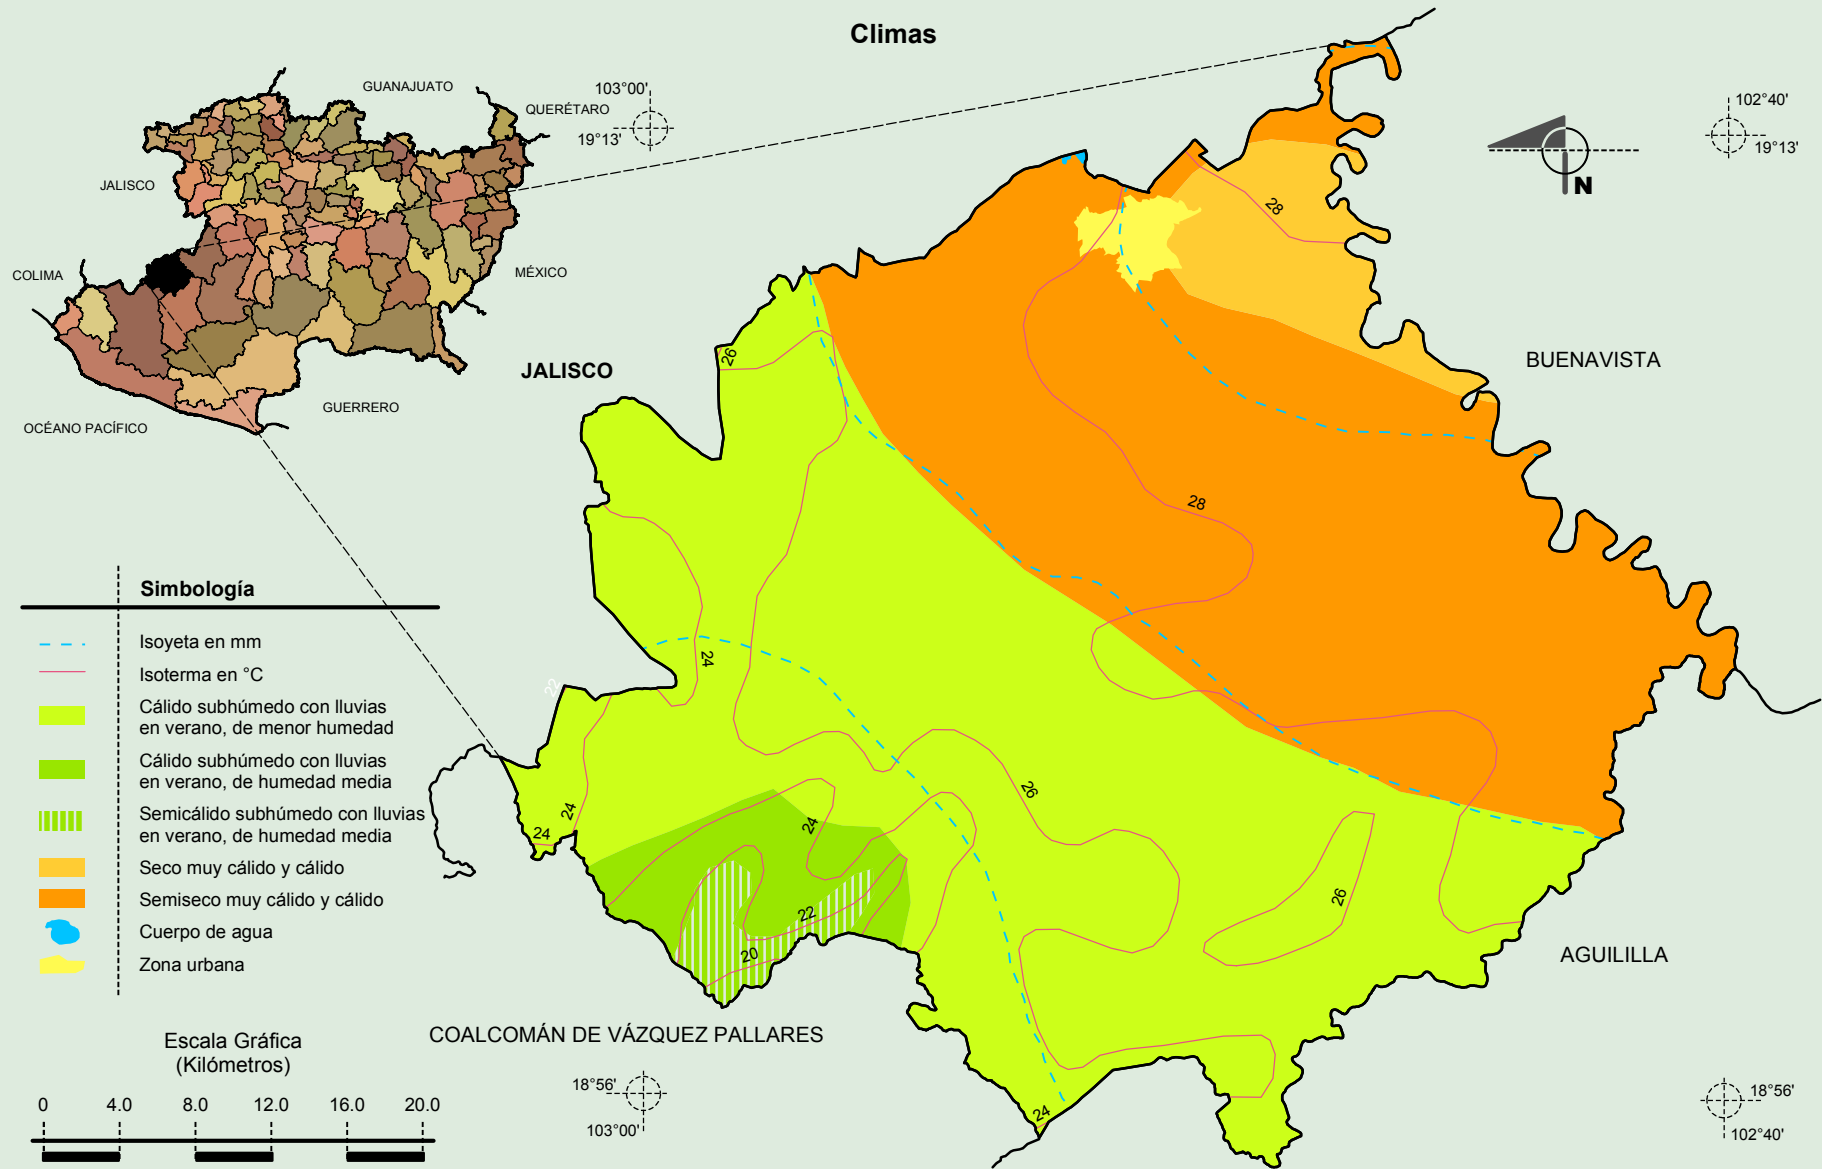 Climas
GUANAJUATO
QUERÉTARO
JALISCO
COLIMA
MÉXICO
GUERRERO
OCÉANO PACÍFICO
103°00'
19°13'
102°40'
19°13'
N
28
BUENAVISTA
JALISCO
26
28
24
22
24
24
26
24
22
20
26
24
AGUILILLA
COALCOMÁN DE VÁZQUEZ PALLARES
18°56'
103°00'
18°56'
102°40'
Simbología
Isoyeta en mm
Isoterma en °C
Cálido subhúmedo con lluvias
en verano, de menor humedad
Cálido subhúmedo con lluvias
en verano, de humedad media
Semicálido subhúmedo con lluvias
en verano, de humedad media
Seco muy cálido y cálido
Semiseco muy cálido y cálido
Cuerpo de agua
Zona urbana
Escala Gráfica
(Kilómetros)
0 4.0 8.0 12.0 16.0 20.0